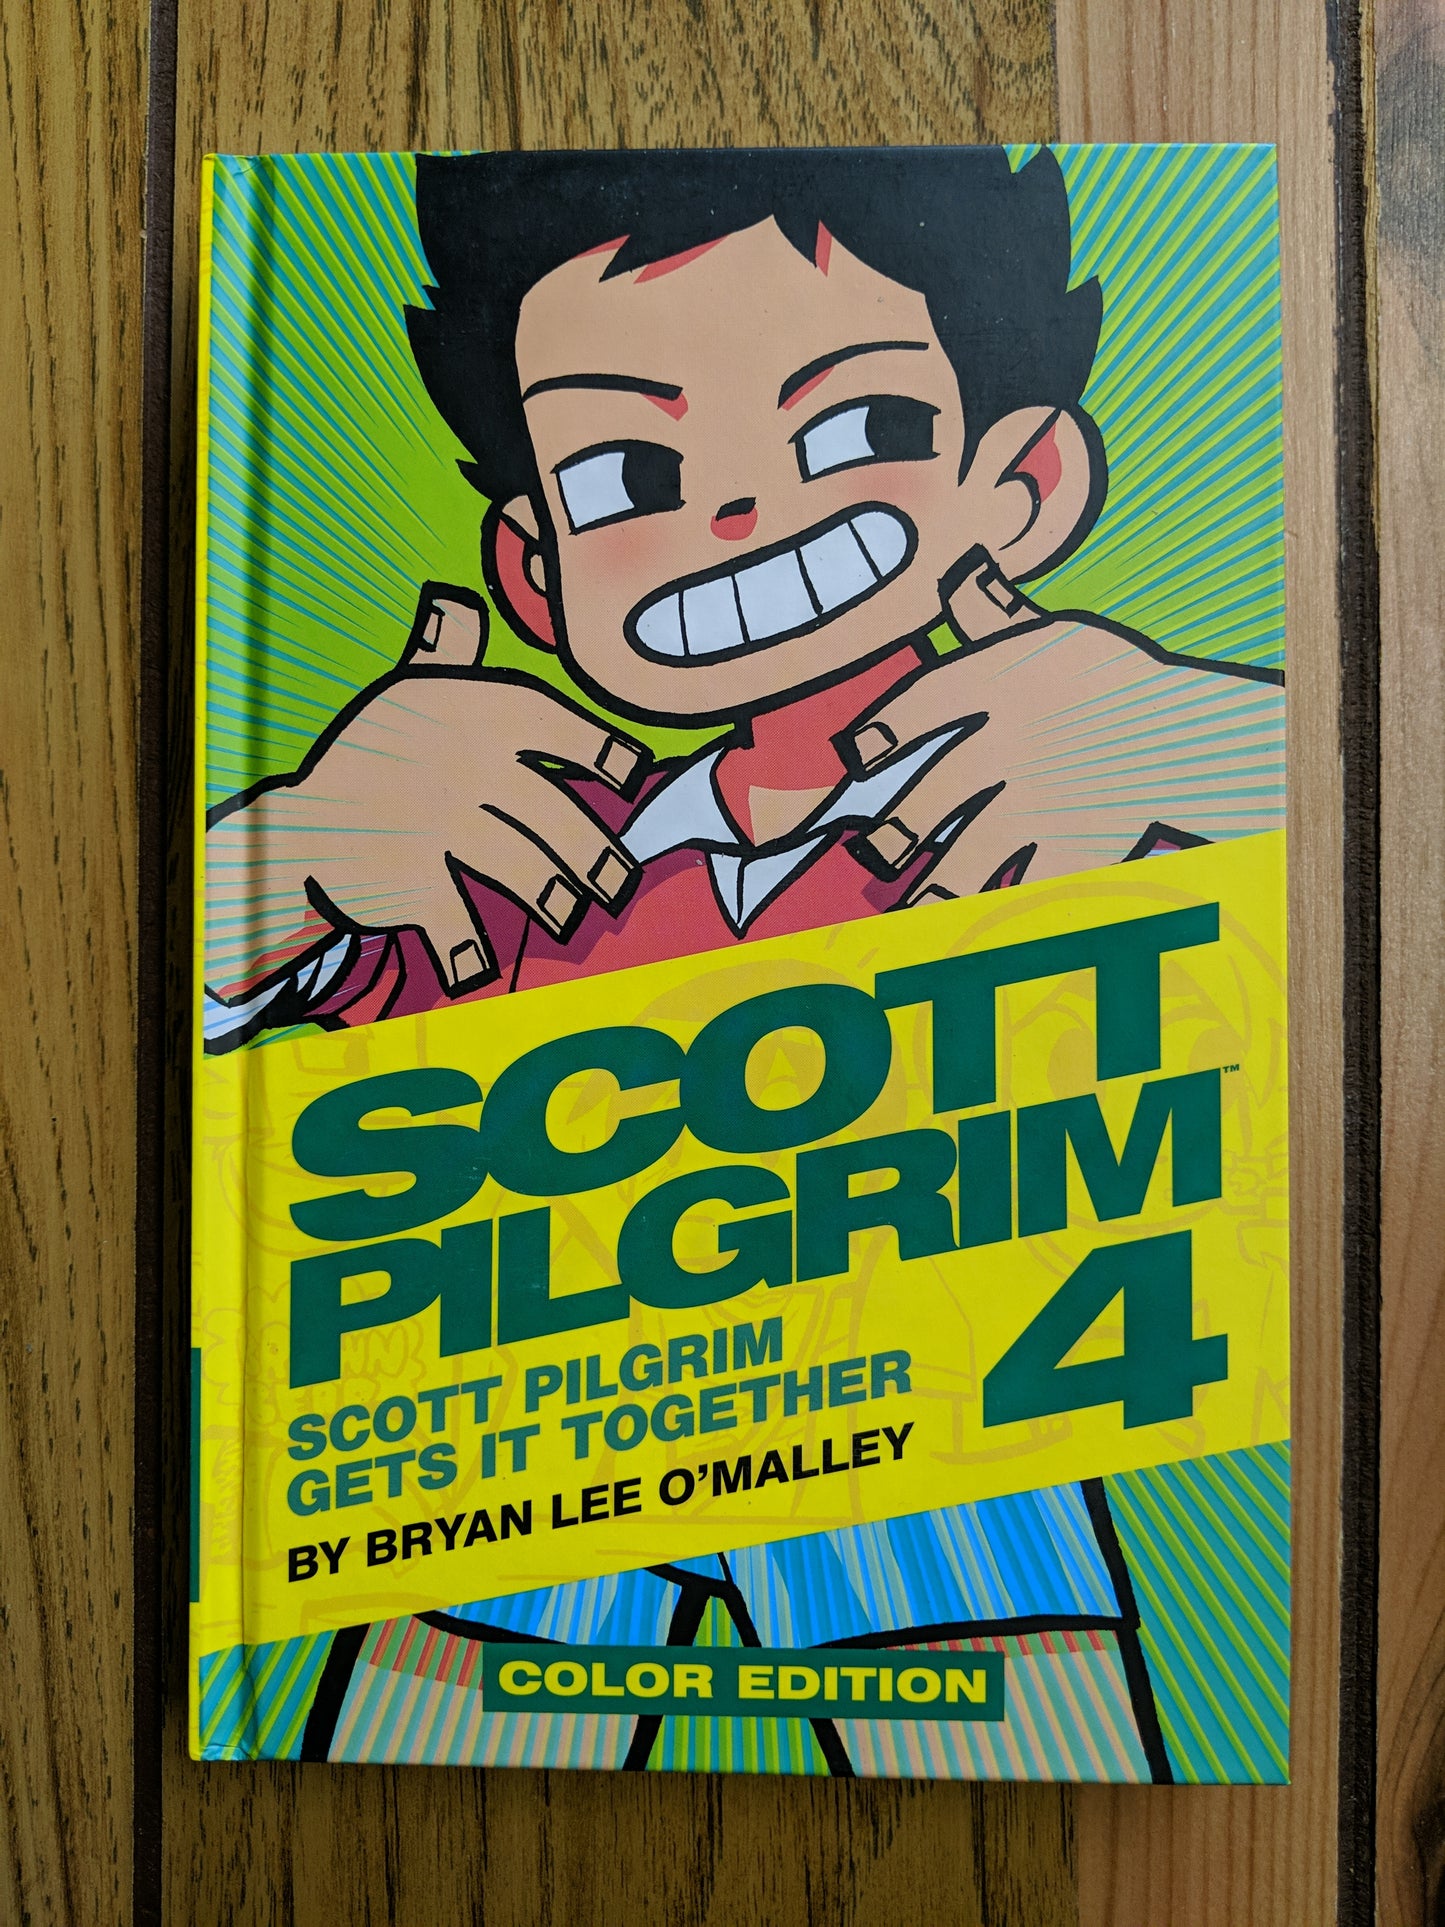 SCOTT
PILGRIM™
4
SCOTT PILGRIM
GETS IT TOGETHER
BY BRYAN LEE O'MALLEY
COLOR EDITION